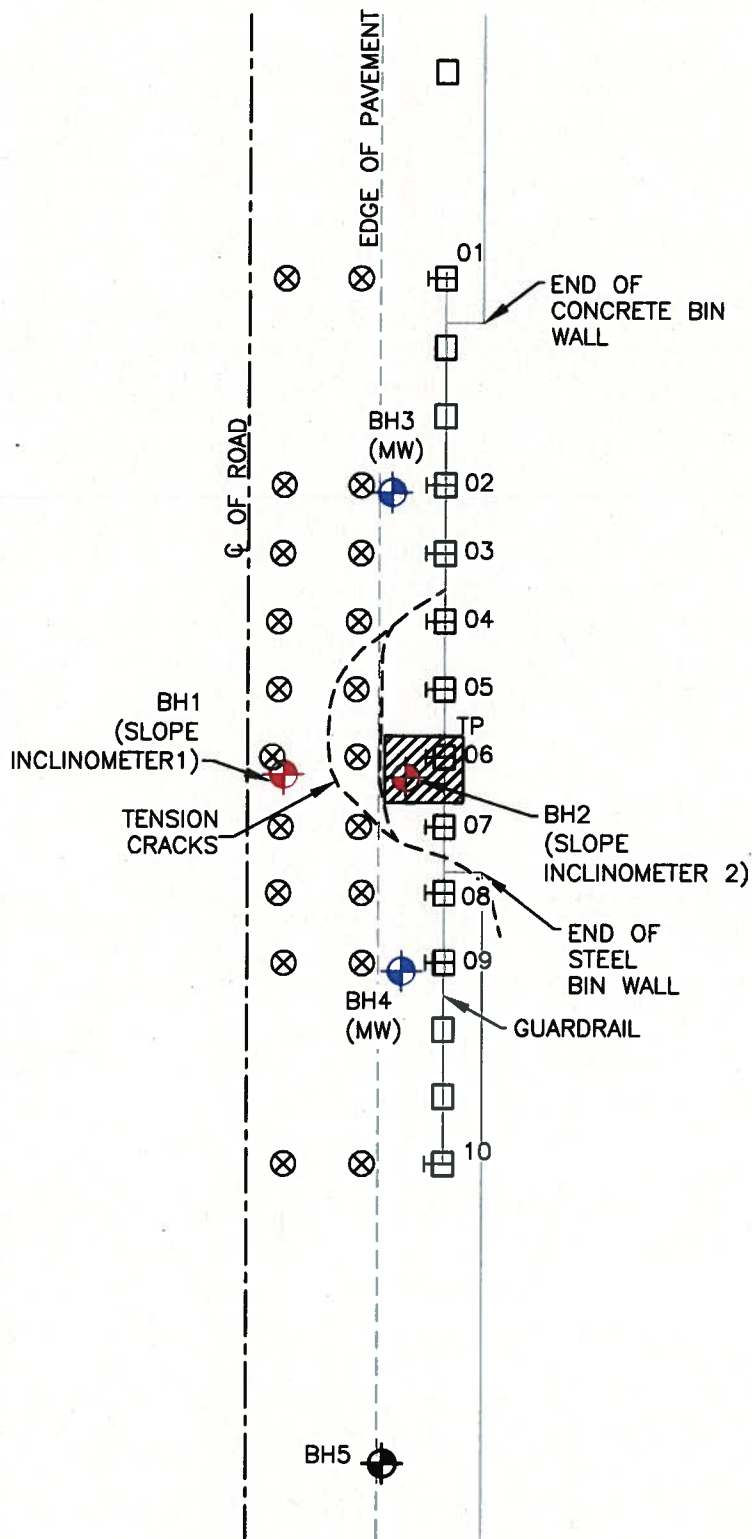 EDGE OF PAVEMENT
01
END OF
CONCRETE BIN
WALL
BH3
(MW)
℄ OF ROAD
02
03
04
BH1
(SLOPE
INCLINOMETER1)
05
TP
06
TENSION
CRACKS
07
BH2
(SLOPE
INCLINOMETER 2)
08
END OF
STEEL
BIN WALL
09
BH4
(MW)
GUARDRAIL
10
BH5